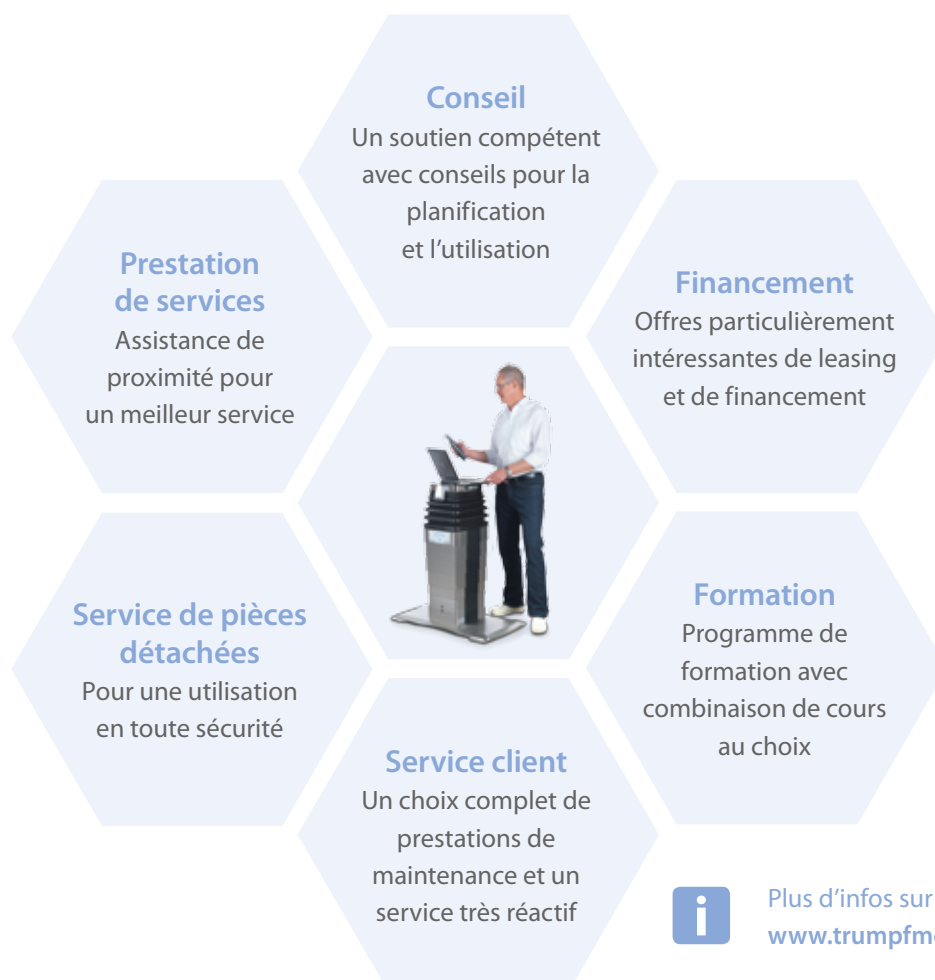 Conseil
Un soutien compétent
avec conseils pour la
planification
et l’utilisation
Prestation
de services
Assistance de
proximité pour
un meilleur service
Financement
Offres particulièrement
intéressantes de leasing
et de financement
Service de pièces
détachées
Pour une utilisation
en toute sécurité
Formation
Programme de
formation avec
combinaison de cours
au choix
Service client
Un choix complet de
prestations de
maintenance et un
service très réactif
i
Plus d’infos sur